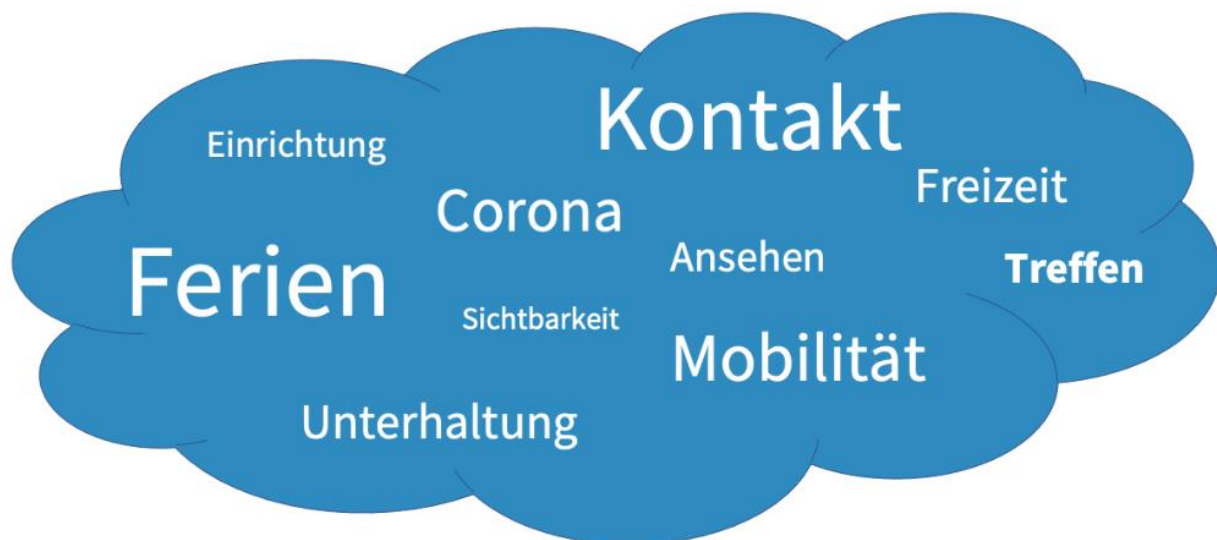 Kontakt
Einrichtung
Freizeit
Corona
Ansehen
Treffen
Ferien
Sichtbarkeit
Mobilität
Unterhaltung